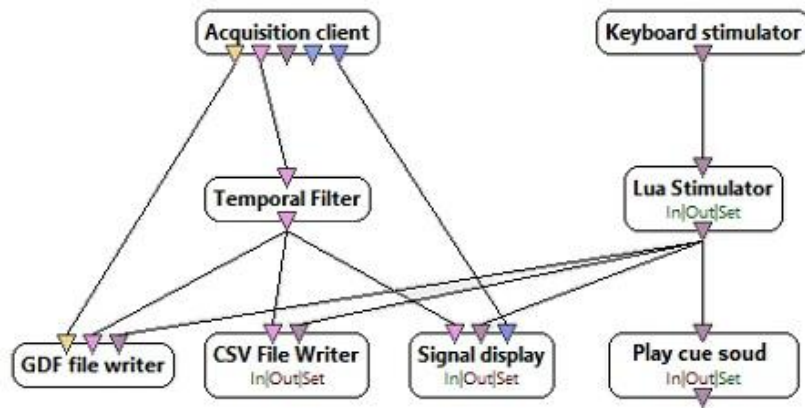 Acquisition client
Keyboard stimulator
Temporal Filter
Lua Stimulator
In|Out|Set
GDF file writer
CSV File Writer
In|Out|Set
Signal display
In|Out|Set
Play cue soud
In|Out|Set